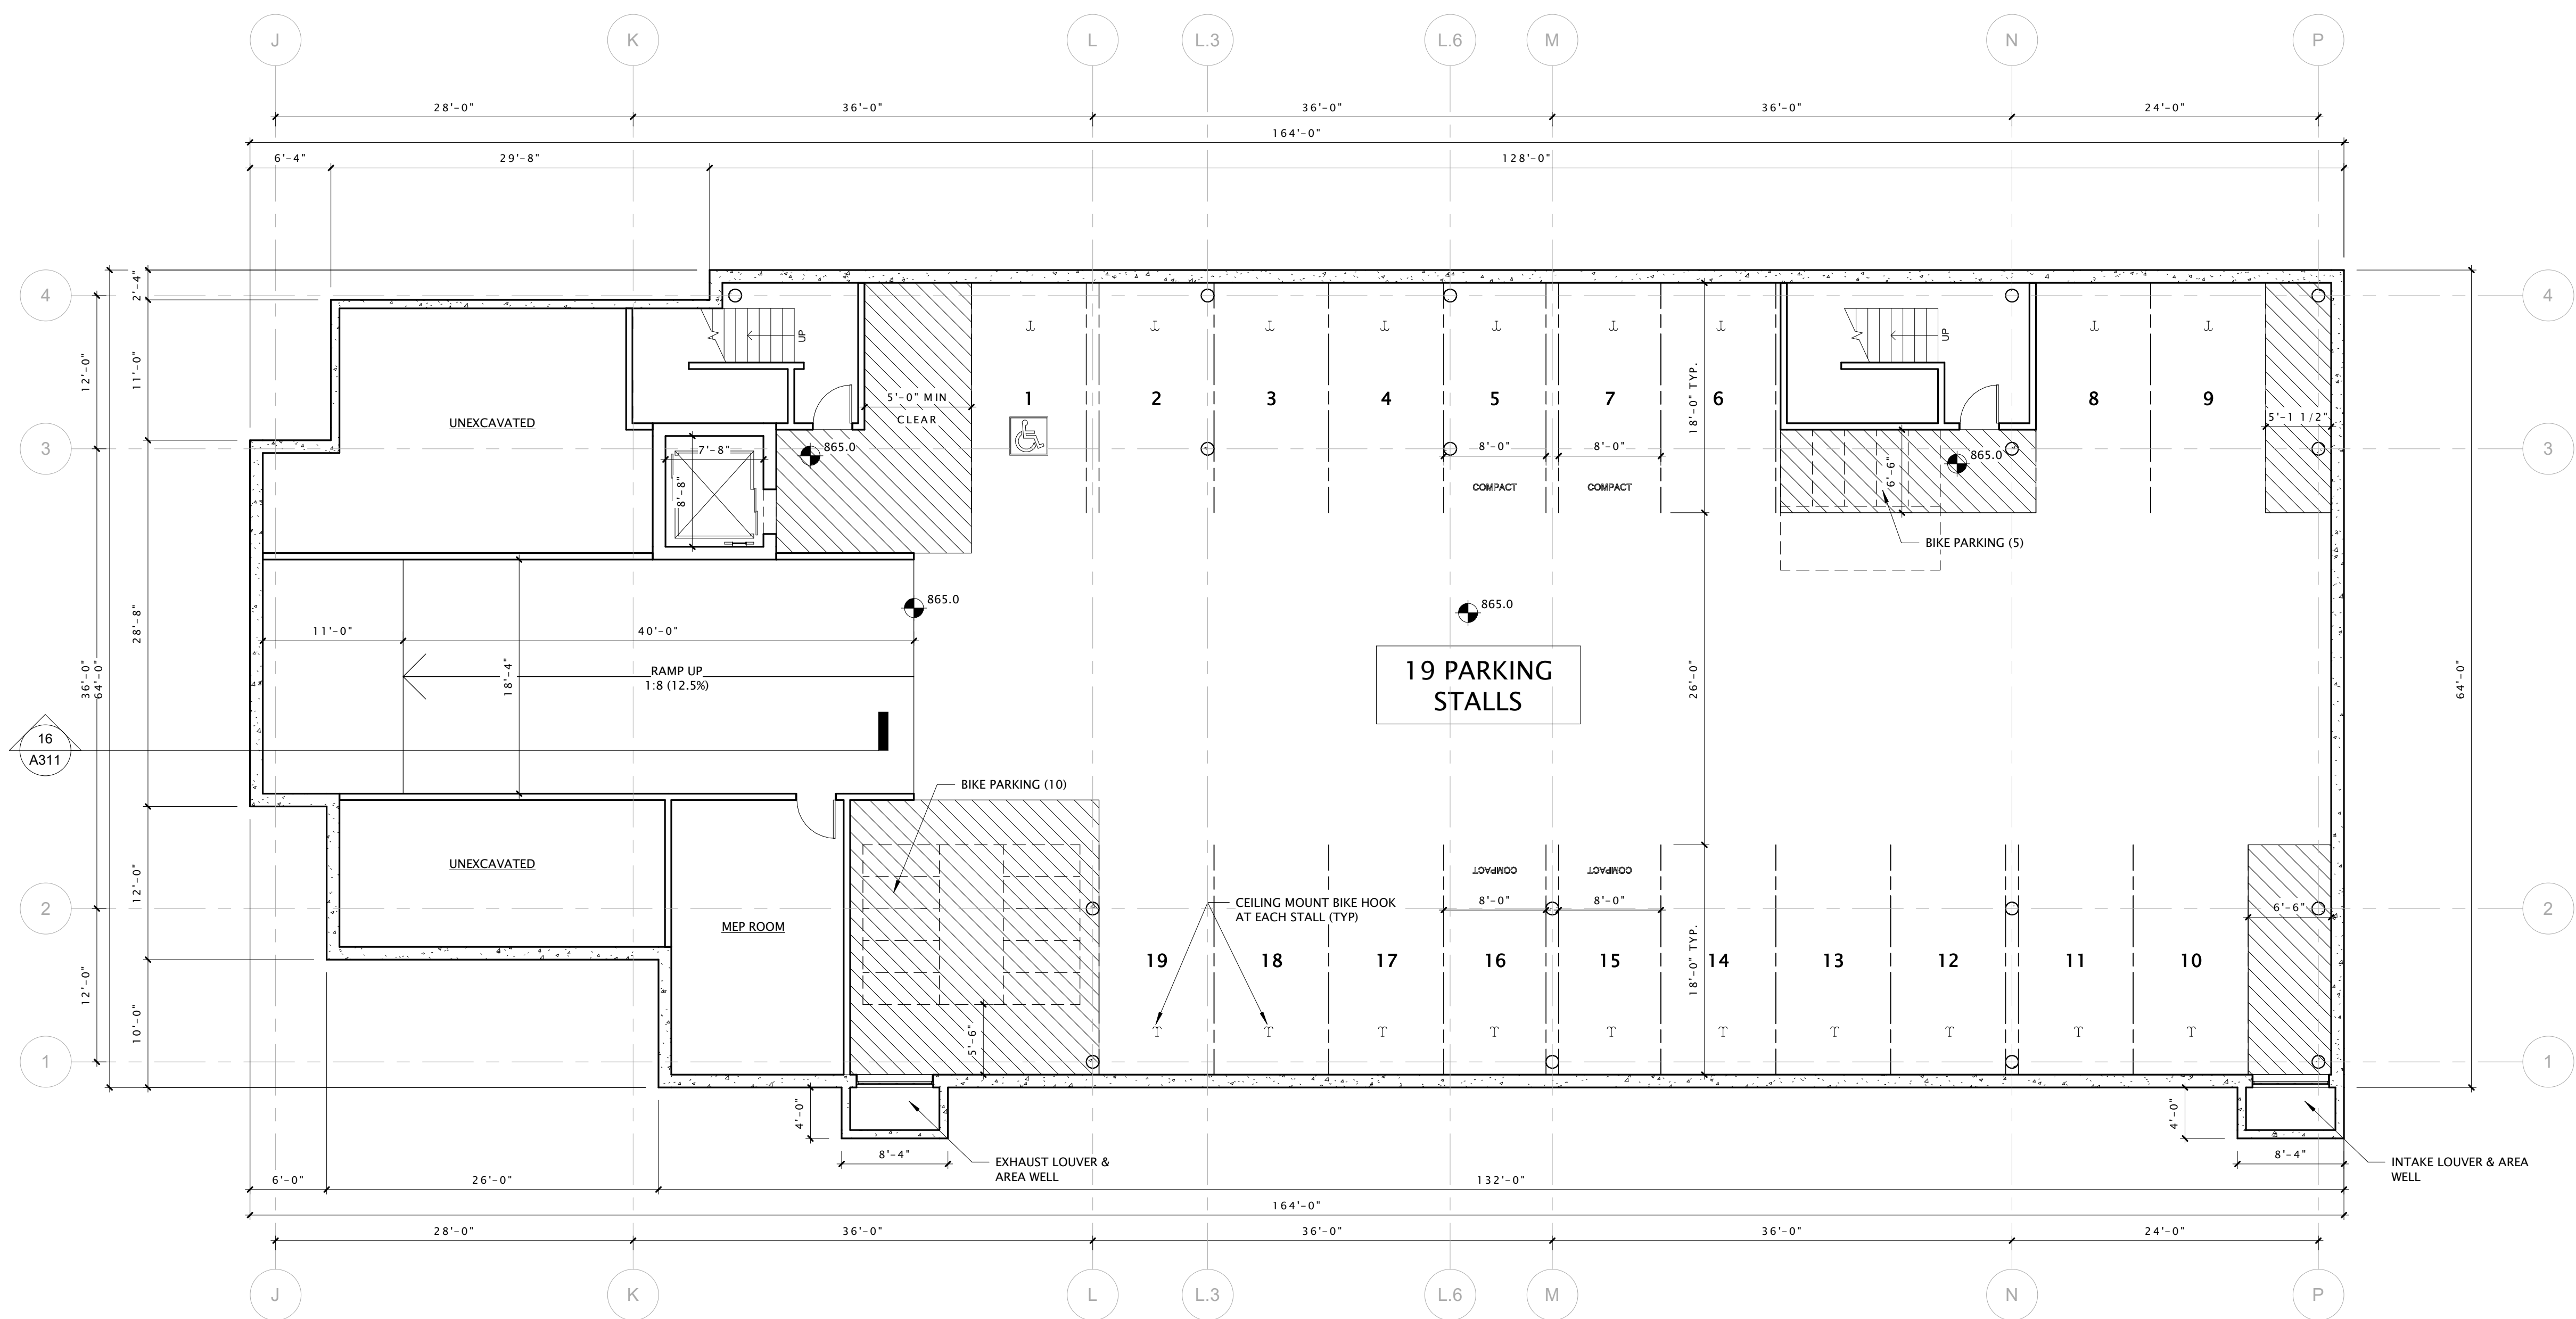 J K L L.3 L.6 M N P
28'-0" 36'-0" 36'-0" 36'-0" 24'-0"
164'-0"
6'-4" 29'-8" 128'-0"
4 2'-4" 4
UP UP
12'-0" 11'-0" 18'-0" TYP.
UNEXCAVATED 5'-0" MIN 1 2 3 4 5 7 6 8 9
CLEAR 5'-1 1/2"
3 7'-8" 865.0 8'-0" 8'-0" 865.0 3
8'-8" COMPACT COMPACT 6'-6"
BIKE PARKING (5)
865.0 865.0
28'-8" 11'-0" 40'-0"
36'-0" 64'-0" 18'-4" RAMP UP 19 PARKING 26'-0" 64'-0"
1:8 (12.5%) STALLS
16
A311
BIKE PARKING (10)
UNEXCAVATED COMPACT COMPACT
12'-0" CEILING MOUNT BIKE HOOK 8'-0" 8'-0"
2 AT EACH STALL (TYP) 6'-6" 2
MEP ROOM
19 18 17 16 15 14 13 12 11 10
12'-0" 10'-0" 5'-6" 18'-0" TYP.
1 1
4'-0" 4'-0"
8'-4" 8'-4"
EXHAUST LOUVER &
AREA WELL
INTAKE LOUVER & AREA
WELL
6'-0" 26'-0" 132'-0"
164'-0"
28'-0" 36'-0" 36'-0" 36'-0" 24'-0"
J K L L.3 L.6 M N P